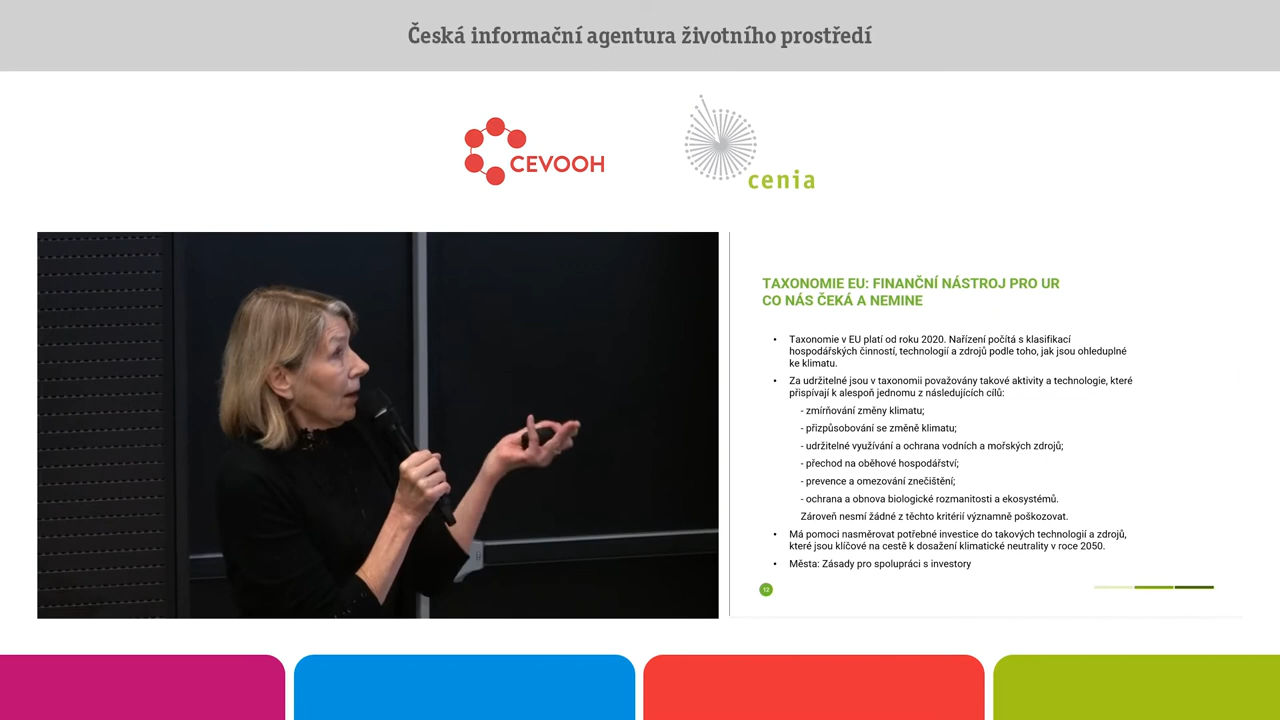 Česká informační agentura životního prostředí
CEVOOH
cenia
TAXONOMIE EU: FINANČNÍ NÁSTROJ PRO UR
CO NÁS ČEKÁ A NEMINE
• Taxonomie v EU platí od roku 2020. Nařízení počítá s klasifikací
hospodářských činností, technologií a zdrojů podle toho, jak jsou ohleduplné
ke klimatu.
• Za udržitelné jsou v taxonomii považovány takové aktivity a technologie, které
přispívají k alespoň jednomu z následujících cílů:
- zmírňování změny klimatu;
- přizpůsobování se změně klimatu;
- udržitelné využívání a ochrana vodních a mořských zdrojů;
- přechod na oběhové hospodářství;
- prevence a omezování znečištění;
- ochrana a obnova biologické rozmanitosti a ekosystémů.
Zároveň nesmí žádné z těchto kritérií významně poškozovat.
• Má pomoci nasměrovat potřebné investice do takových technologií a zdrojů,
které jsou klíčové na cestě k dosažení klimatické neutrality v roce 2050.
• Města: Zásady pro spolupráci s investory
12